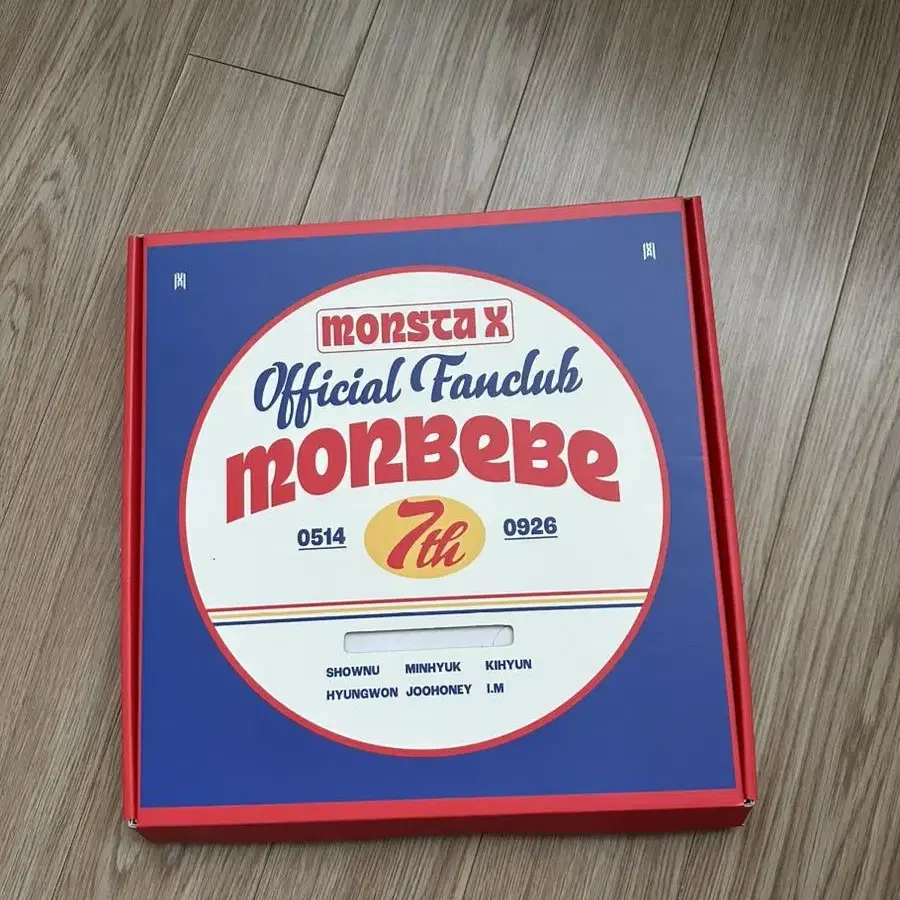 MONSTA X
Official Fanclub
MONBEBE
0514 7th 0926
SHOWNU MINHYUK KIHYUN
HYUNGWON JOOHONEY I.M